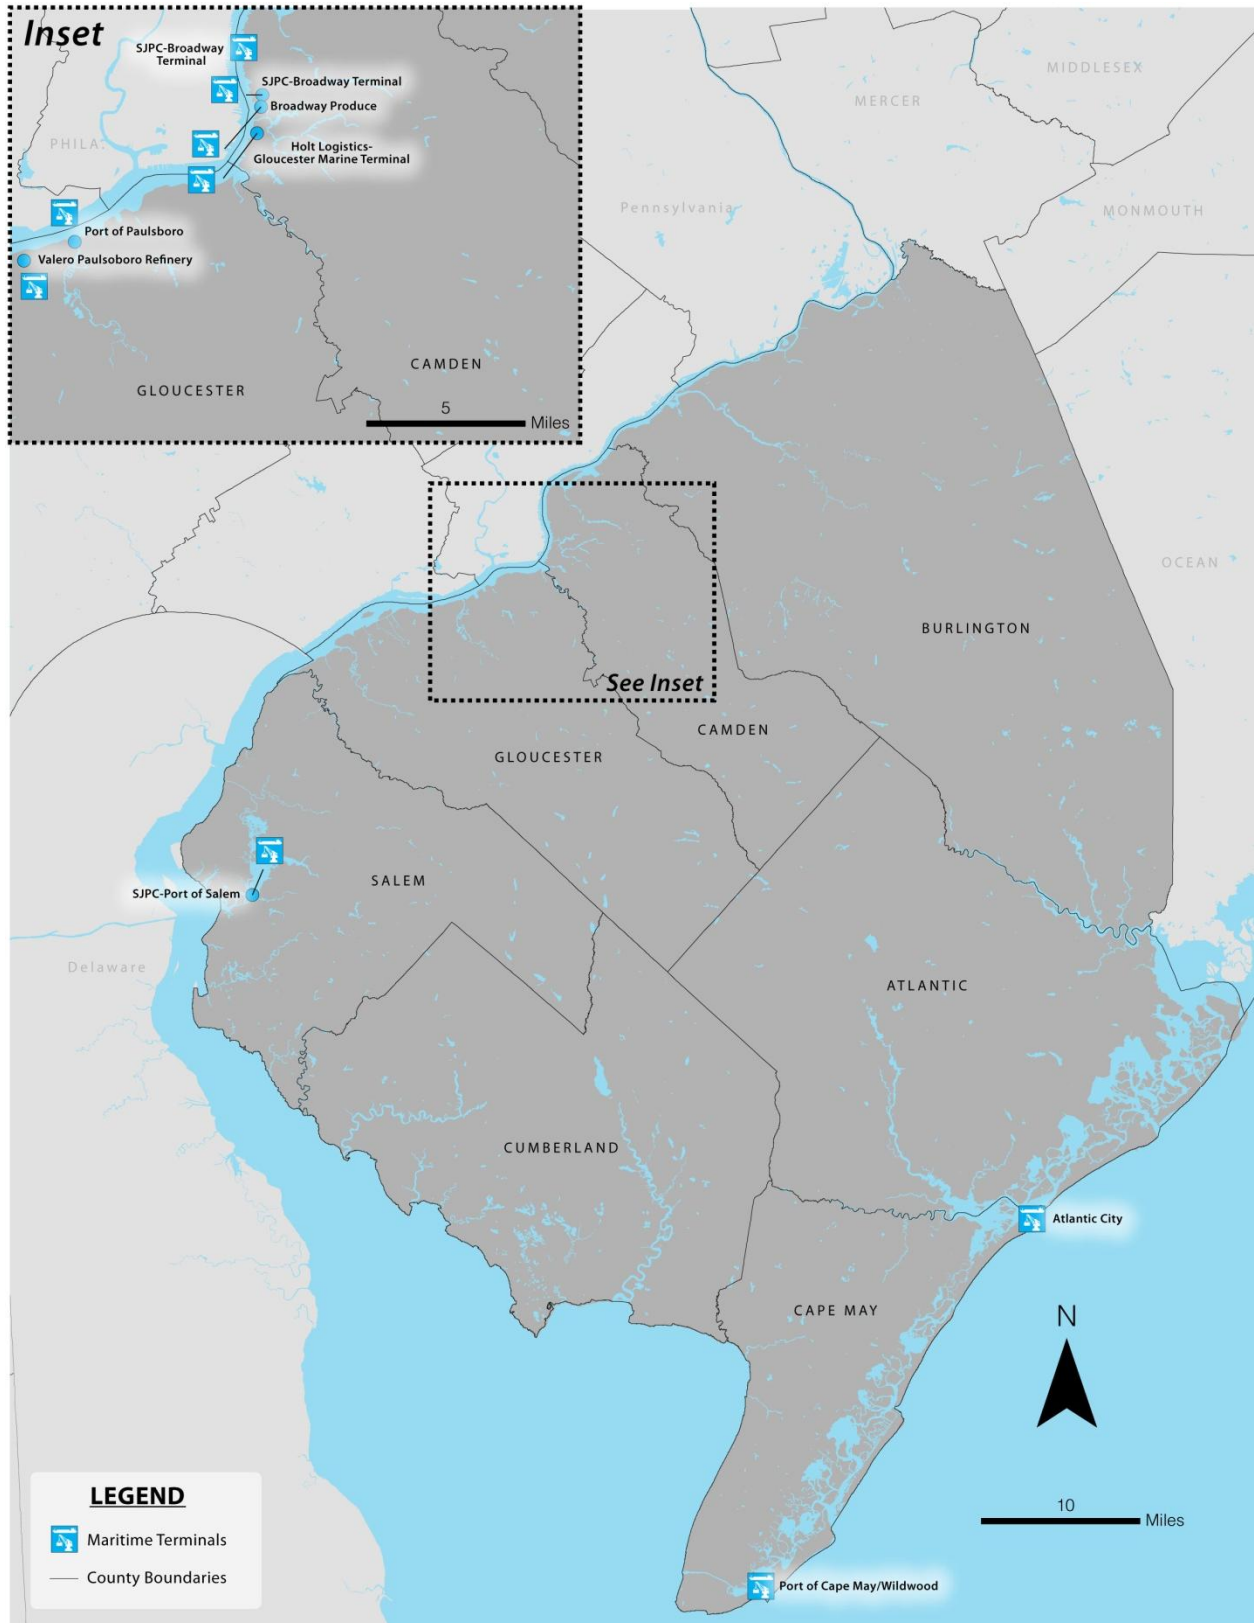 Inset
SJPC-Broadway
Terminal
SJPC-Broadway Terminal
Broadway Produce
Holt Logistics-
Gloucester Marine Terminal
PHILA.
Port of Paulsboro
Valero Paulsoboro Refinery
CAMDEN
GLOUCESTER
5
Miles
MIDDLESEX
MERCER
Pennsylvania
MONMOUTH
OCEAN
BURLINGTON
See Inset
CAMDEN
GLOUCESTER
SALEM
SJPC-Port of Salem
Delaware
ATLANTIC
CUMBERLAND
Atlantic City
CAPE MAY
N
10
Miles
Port of Cape May/Wildwood
LEGEND
Maritime Terminals
County Boundaries